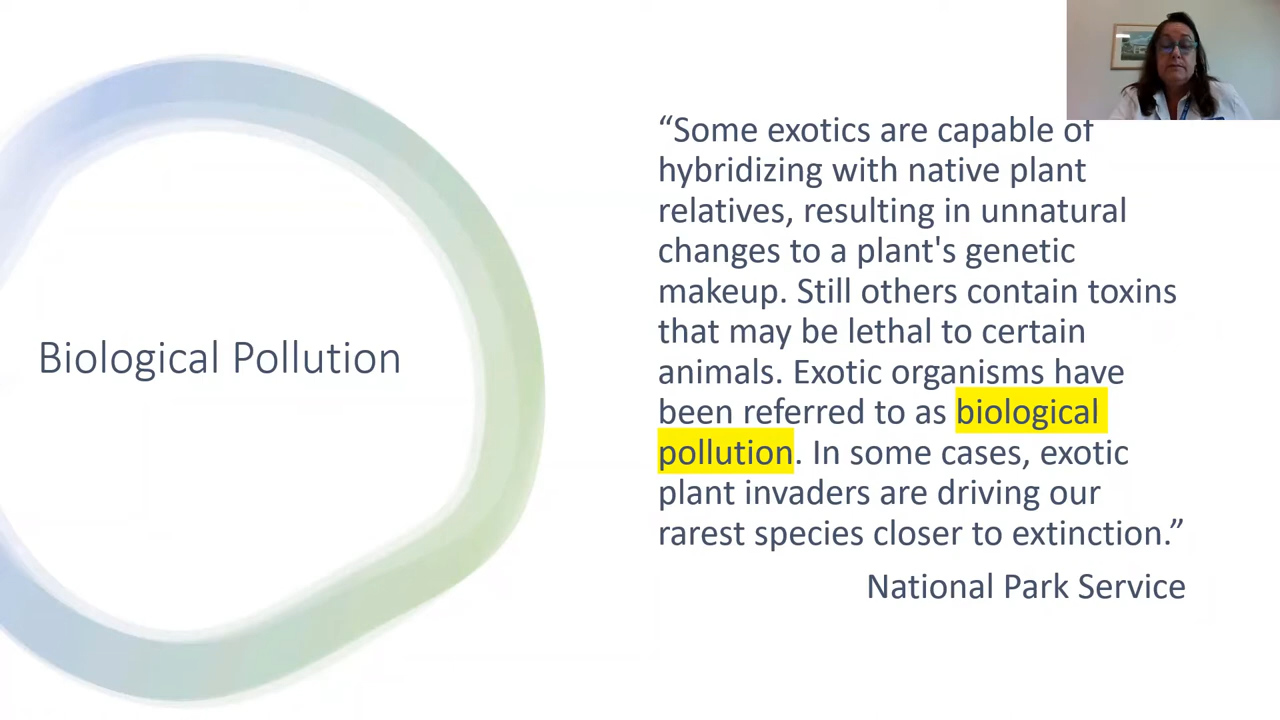 Biological Pollution
“Some exotics are capable of
hybridizing with native plant
relatives, resulting in unnatural
changes to a plant's genetic
makeup. Still others contain toxins
that may be lethal to certain
animals. Exotic organisms have
been referred to as biological
pollution. In some cases, exotic
plant invaders are driving our
rarest species closer to extinction.”
National Park Service